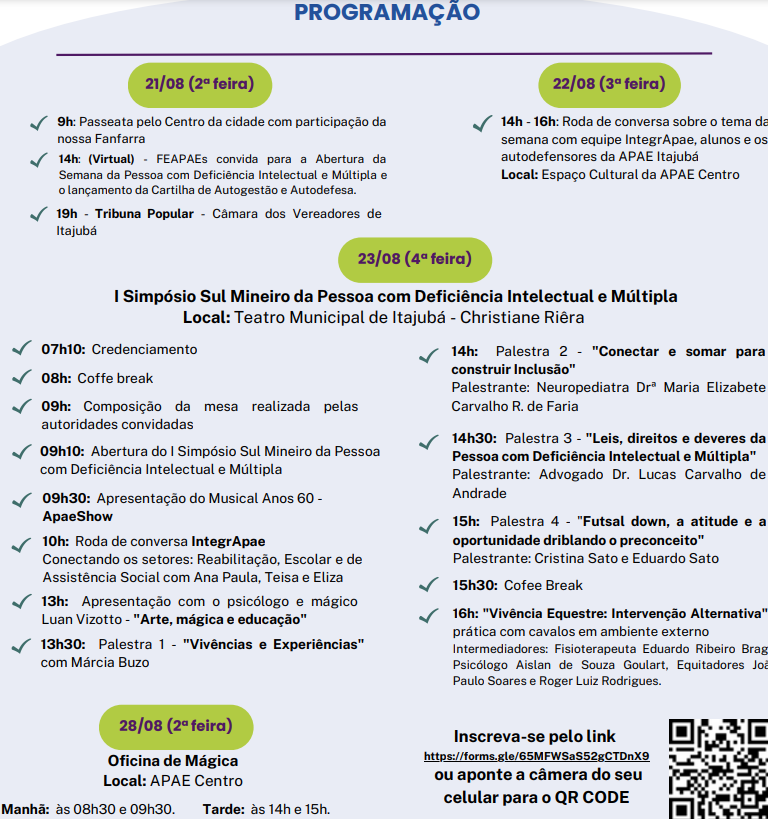 PROGRAMAÇÃO
21/08 (2ª feira)
9h: Passeata pelo Centro da cidade com participação da
nossa Fanfarra
14h: (Virtual) - FEAPAEs convida para a Abertura da
Semana da Pessoa com Deficiência Intelectual e Múltipla e
o lançamento da Cartilha de Autogestão e Autodefesa.
19h - Tribuna Popular - Câmara dos Vereadores de
Itajubá
22/08 (3ª feira)
14h - 16h: Roda de conversa sobre o tema da
semana com equipe IntegrApae, alunos e os
autodefensores da APAE Itajubá
Local: Espaço Cultural da APAE Centro
23/08 (4ª feira)
I Simpósio Sul Mineiro da Pessoa com Deficiência Intelectual e Múltipla
Local: Teatro Municipal de Itajubá - Christiane Riêra
07h10: Credenciamento
08h: Coffe break
09h: Composição da mesa realizada pelas
autoridades convidadas
09h10: Abertura do I Simpósio Sul Mineiro da Pessoa
com Deficiência Intelectual e Múltipla
09h30: Apresentação do Musical Anos 60 -
ApaeShow
10h: Roda de conversa IntegrApae
Conectando os setores: Reabilitação, Escolar e de
Assistência Social com Ana Paula, Teisa e Eliza
13h: Apresentação com o psicólogo e mágico
Luan Vizotto - "Arte, mágica e educação"
13h30: Palestra 1 - "Vivências e Experiências"
com Márcia Buzo
14h: Palestra 2 - "Conectar e somar para
construir Inclusão"
Palestrante: Neuropediatra Drª Maria Elizabete
Carvalho R. de Faria
14h30: Palestra 3 - "Leis, direitos e deveres da
Pessoa com Deficiência Intelectual e Múltipla"
Palestrante: Advogado Dr. Lucas Carvalho de
Andrade
15h: Palestra 4 - "Futsal down, a atitude e a
oportunidade driblando o preconceito"
Palestrante: Cristina Sato e Eduardo Sato
15h30: Cofee Break
16h: "Vivência Equestre: Intervenção Alternativa"
prática com cavalos em ambiente externo
Intermediadores: Fisioterapeuta Eduardo Ribeiro Brag
Psicólogo Aislan de Souza Goulart, Equitadores Joã
Paulo Soares e Roger Luiz Rodrigues.
28/08 (2ª feira)
Oficina de Mágica
Local: APAE Centro
Manhã: às 08h30 e 09h30. Tarde: às 14h e 15h.
Inscreva-se pelo link
https://forms.gle/65MFWSaS52gCTDnX9
ou aponte a câmera do seu
celular para o QR CODE